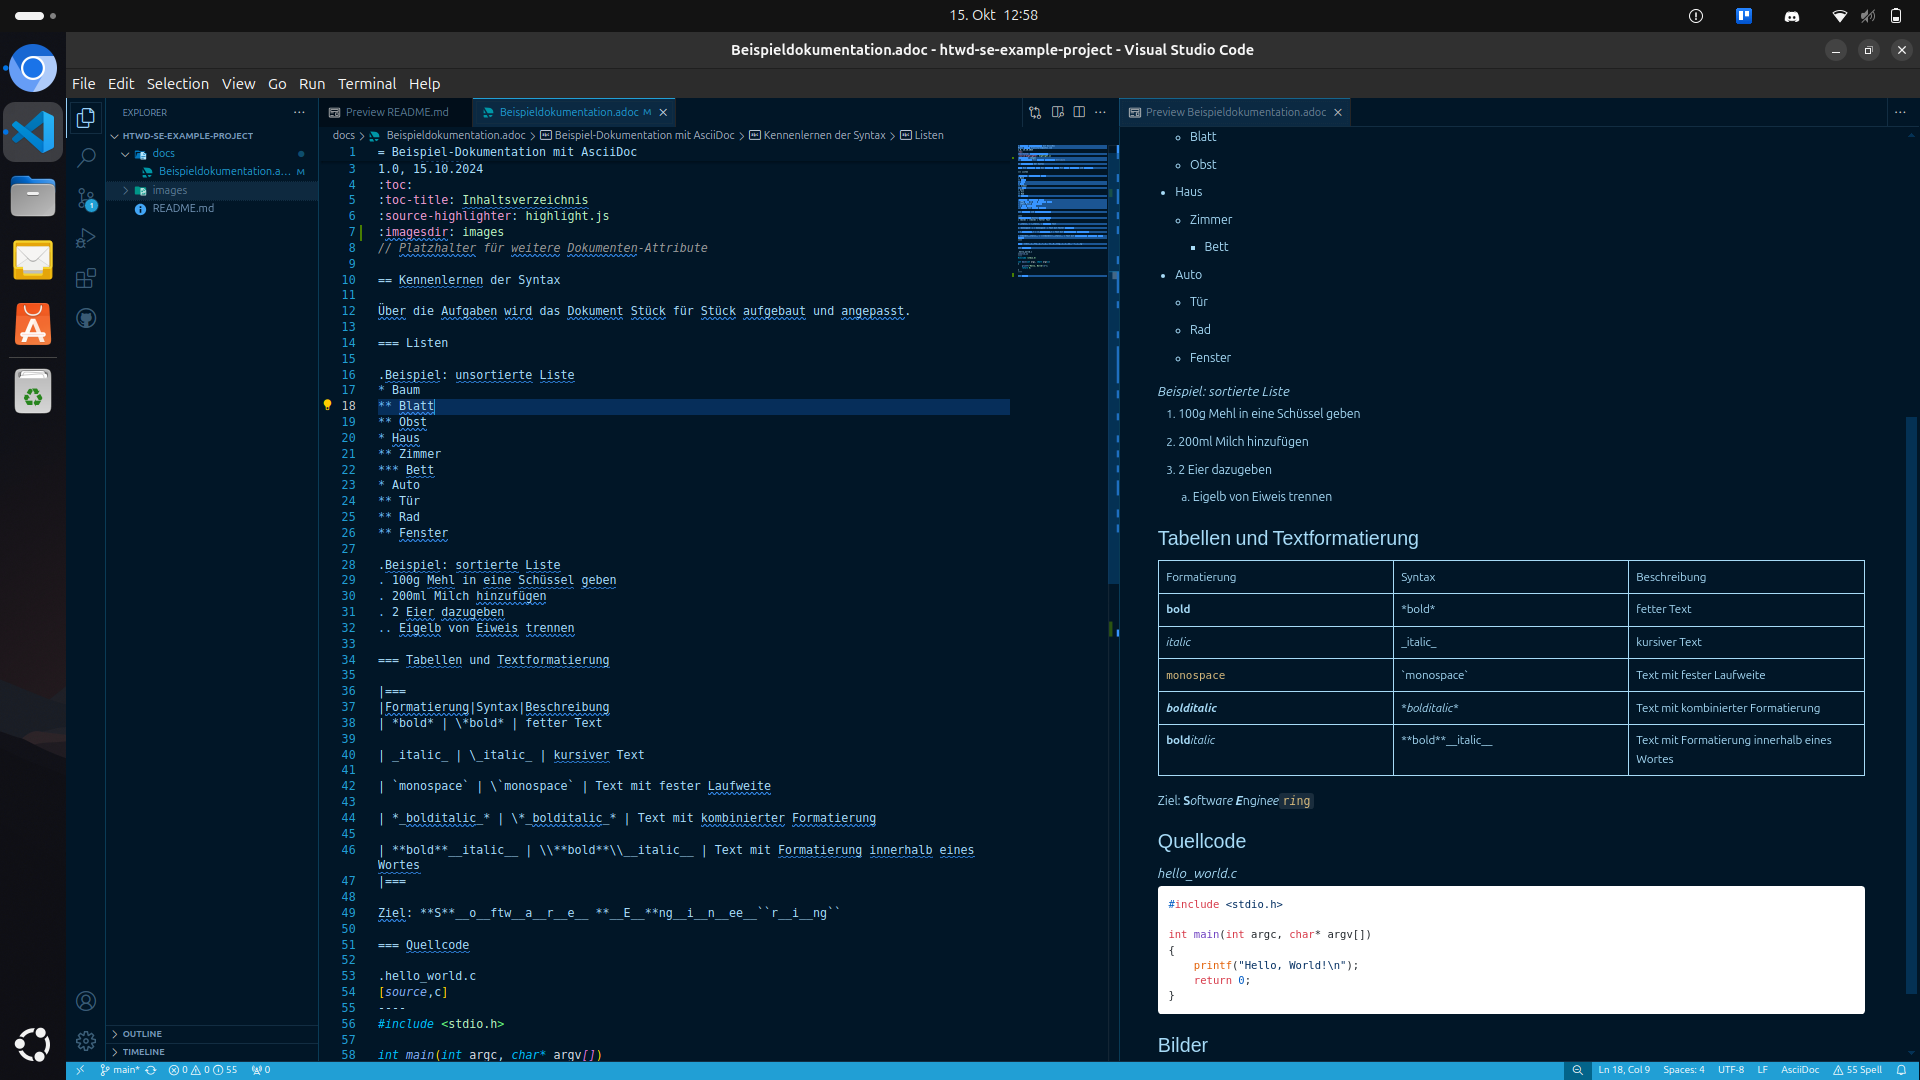 15. Okt 12:58
Beispieldokumentation.adoc - htwd-se-example-project - Visual Studio Code
File Edit Selection View Go Run Terminal Help
EXPLORER
HTWD-SE-EXAMPLE-PROJECT
docs
Beispieldokumentation.a... M
images
README.md
OUTLINE
TIMELINE
Preview README.md
Beispieldokumentation.adoc M
docs > Beispieldokumentation.adoc > Beispiel-Dokumentation mit AsciiDoc > Kennenlernen der Syntax > Listen
1 = Beispiel-Dokumentation mit AsciiDoc
3 1.0, 15.10.2024
4 :toc:
5 :toc-title: Inhaltsverzeichnis
6 :source-highlighter: highlight.js
7 :imagesdir: images
8 // Platzhalter für weitere Dokumenten-Attribute
9
10 == Kennenlernen der Syntax
11
12 Über die Aufgaben wird das Dokument Stück für Stück aufgebaut und angepasst.
13
14 === Listen
15
16 .Beispiel: unsortierte Liste
17 * Baum
18 ** Blatt
19 ** Obst
20 * Haus
21 ** Zimmer
22 *** Bett
23 * Auto
24 ** Tür
25 ** Rad
26 ** Fenster
27
28 .Beispiel: sortierte Liste
29 . 100g Mehl in eine Schüssel geben
30 . 200ml Milch hinzufügen
31 . 2 Eier dazugeben
32 .. Eigelb von Eiweis trennen
33
34 === Tabellen und Textformatierung
35
36 |===
37 |Formatierung|Syntax|Beschreibung
38 | *bold* | \*bold* | fetter Text
39
40 | _italic_ | \_italic_ | kursiver Text
41
42 | `monospace` | \`monospace` | Text mit fester Laufweite
43
44 | *_bolditalic_* | \*_bolditalic_* | Text mit kombinierter Formatierung
45
46 | **bold**__italic__ | \\**bold**\\__italic__ | Text mit Formatierung innerhalb eines
Wortes
47 |===
48
49 Ziel: **S**__o__ftw__a__r__e__ **__E__**ng__i__n__ee__``r__i__ng``
50
51 === Quellcode
52
53 .hello_world.c
54 [source,c]
55 ----
56 #include <stdio.h>
57
58 int main(int argc, char* argv[])
Preview Beispieldokumentation.adoc
Blatt
Obst
Haus
Zimmer
Bett
Auto
Tür
Rad
Fenster
Beispiel: sortierte Liste
1. 100g Mehl in eine Schüssel geben
2. 200ml Milch hinzufügen
3. 2 Eier dazugeben
a. Eigelb von Eiweis trennen
Tabellen und Textformatierung
Formatierung Syntax Beschreibung
bold *bold* fetter Text
italic _italic_ kursiver Text
monospace `monospace` Text mit fester Laufweite
bolditalic *bolditalic* Text mit kombinierter Formatierung
bolditalic **bold**__italic__ Text mit Formatierung innerhalb eines
Wortes
Ziel: Software Engineering
Quellcode
hello_world.c
#include <stdio.h>
int main(int argc, char* argv[])
{
printf("Hello, World!\n");
return 0;
}
Bilder
main* 0 0 55 0
Ln 18, Col 9 Spaces: 4 UTF-8 LF AsciiDoc 55 Spell